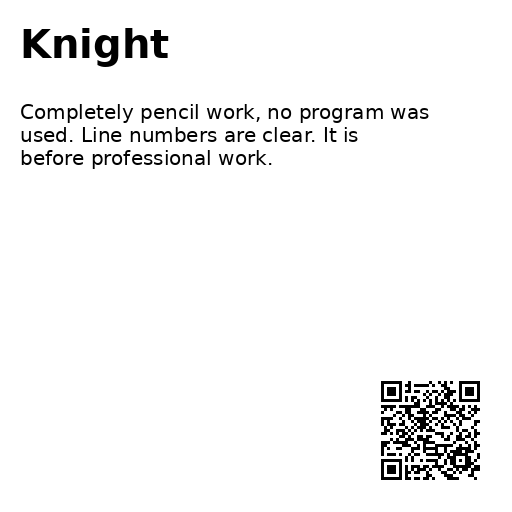 Knight
Completely pencil work, no program was
used. Line numbers are clear. It is
before professional work.